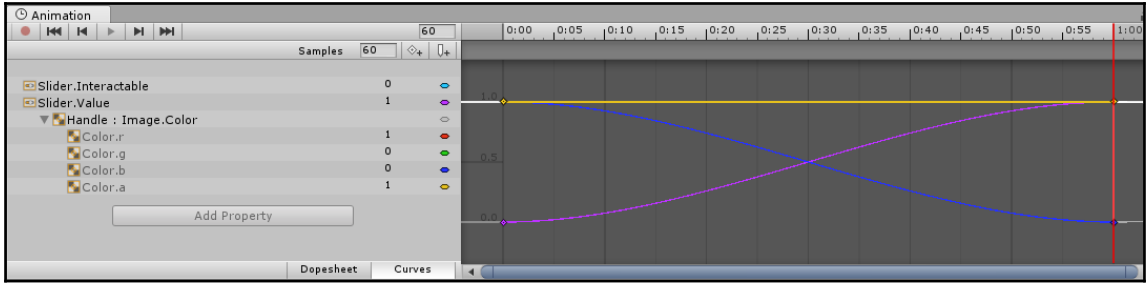 Animation
60 0:00 0:05 0:10 0:15 0:20 0:25 0:30 0:35 0:40 0:45 0:50 0:55 1:00
Samples 60
Slider.Interactable 0
Slider.Value 1
Handle : Image.Color
Color.r 1
Color.g 0
Color.b 0
Color.a 1
1.0
0.5
0.0
Add Property
Dopesheet Curves